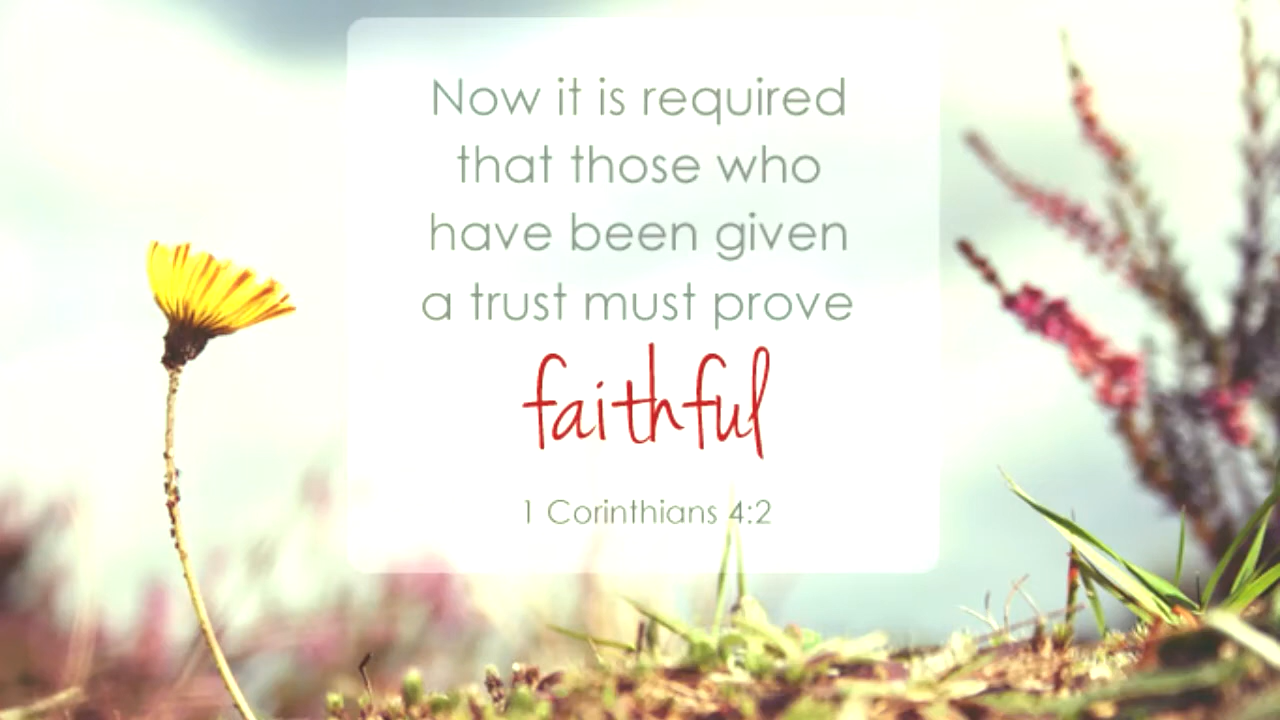 Now it is required
that those who
have been given
a trust must prove
faithful
1 Corinthians 4:2